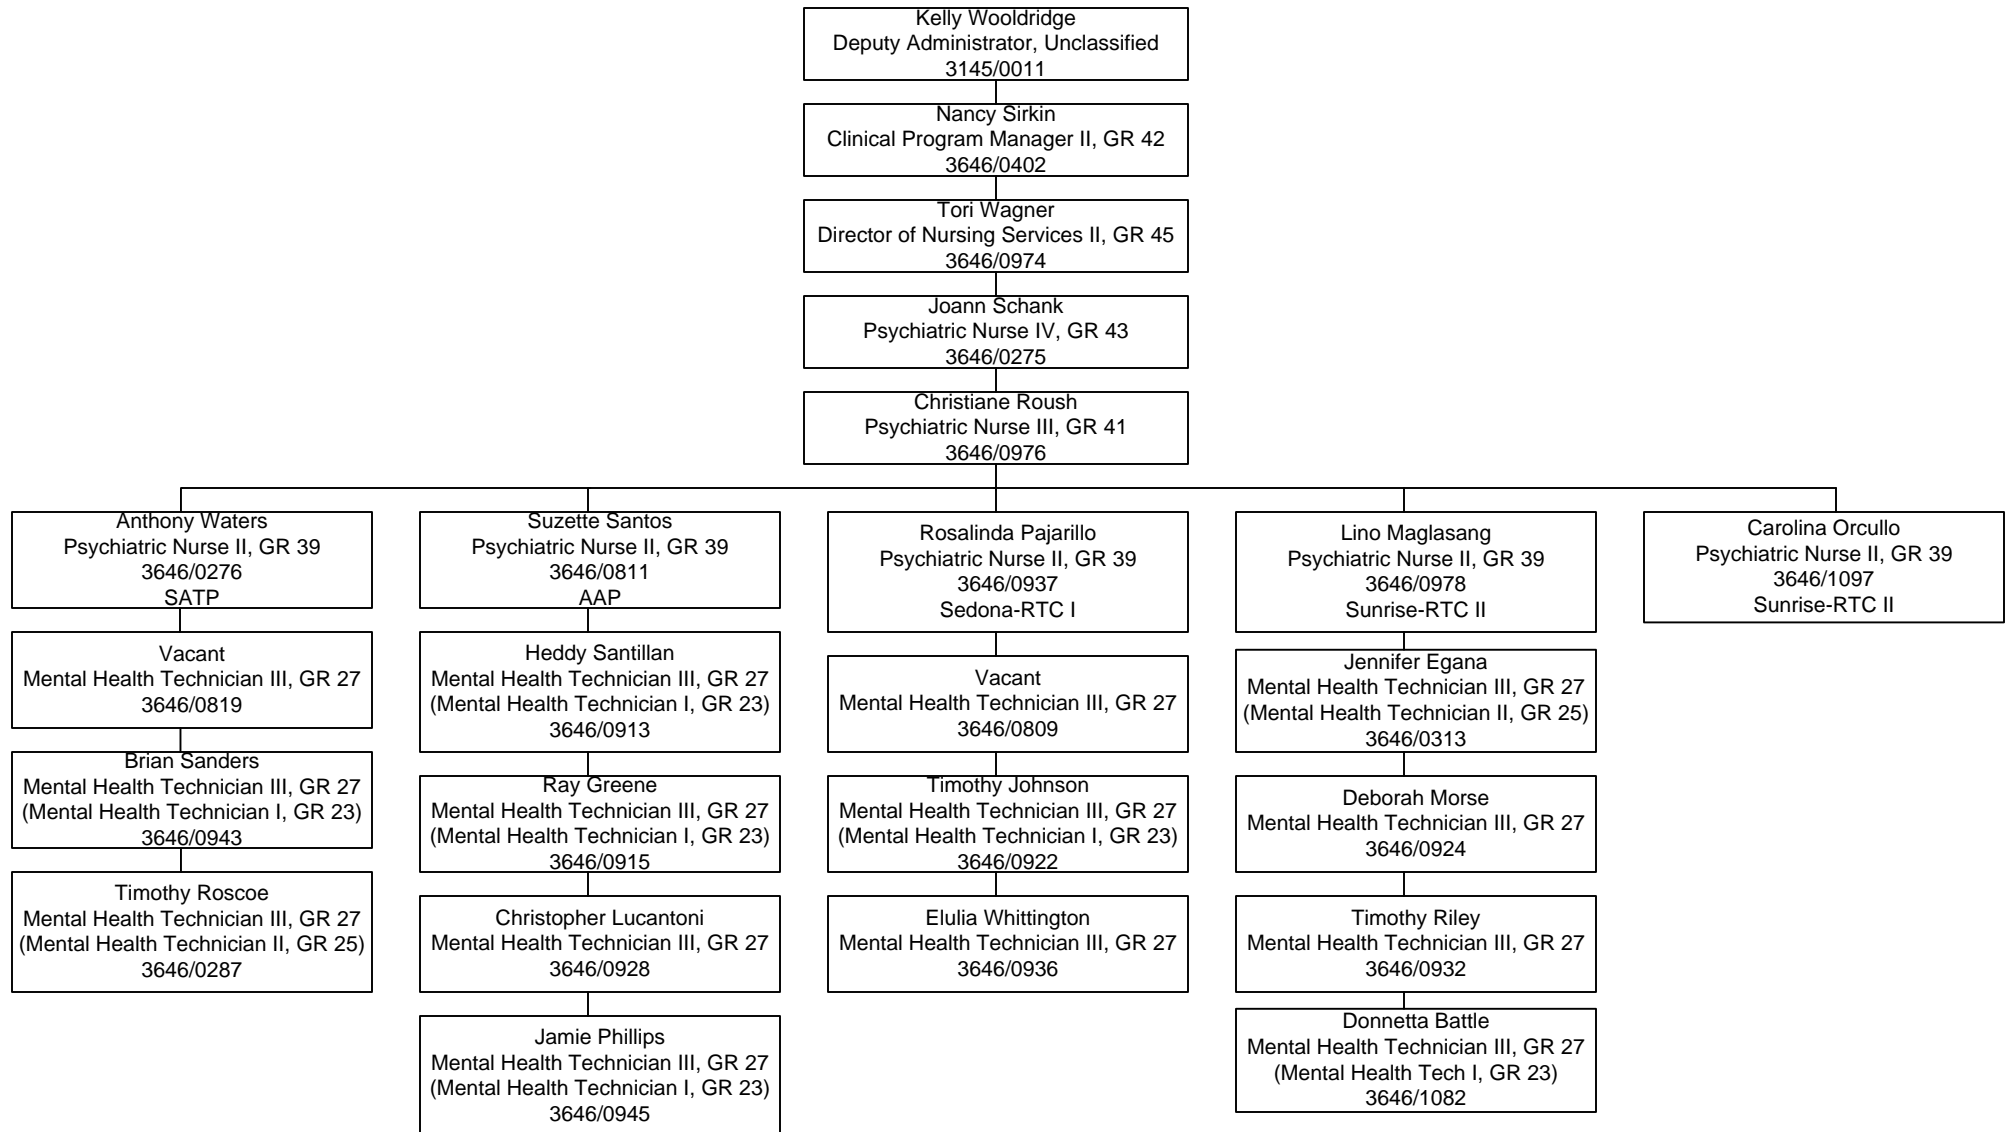 Kelly Wooldridge
Deputy Administrator, Unclassified
3145/0011
Nancy Sirkin
Clinical Program Manager II, GR 42
3646/0402
Tori Wagner
Director of Nursing Services II, GR 45
3646/0974
Joann Schank
Psychiatric Nurse IV, GR 43
3646/0275
Christiane Roush
Psychiatric Nurse III, GR 41
3646/0976
Anthony Waters
Psychiatric Nurse II, GR 39
3646/0276
SATP
Vacant
Mental Health Technician III, GR 27
3646/0819
Brian Sanders
Mental Health Technician III, GR 27
(Mental Health Technician I, GR 23)
3646/0943
Timothy Roscoe
Mental Health Technician III, GR 27
(Mental Health Technician II, GR 25)
3646/0287
Suzette Santos
Psychiatric Nurse II, GR 39
3646/0811
AAP
Heddy Santillan
Mental Health Technician III, GR 27
(Mental Health Technician I, GR 23)
3646/0913
Ray Greene
Mental Health Technician III, GR 27
(Mental Health Technician I, GR 23)
3646/0915
Christopher Lucantoni
Mental Health Technician III, GR 27
3646/0928
Jamie Phillips
Mental Health Technician III, GR 27
(Mental Health Technician I, GR 23)
3646/0945
Rosalinda Pajarillo
Psychiatric Nurse II, GR 39
3646/0937
Sedona-RTC I
Vacant
Mental Health Technician III, GR 27
3646/0809
Timothy Johnson
Mental Health Technician III, GR 27
(Mental Health Technician I, GR 23)
3646/0922
Elulia Whittington
Mental Health Technician III, GR 27
3646/0936
Lino Maglasang
Psychiatric Nurse II, GR 39
3646/0978
Sunrise-RTC II
Jennifer Egana
Mental Health Technician III, GR 27
(Mental Health Technician II, GR 25)
3646/0313
Deborah Morse
Mental Health Technician III, GR 27
3646/0924
Timothy Riley
Mental Health Technician III, GR 27
3646/0932
Donnetta Battle
Mental Health Technician III, GR 27
(Mental Health Tech I, GR 23)
3646/1082
Carolina Orcullo
Psychiatric Nurse II, GR 39
3646/1097
Sunrise-RTC II